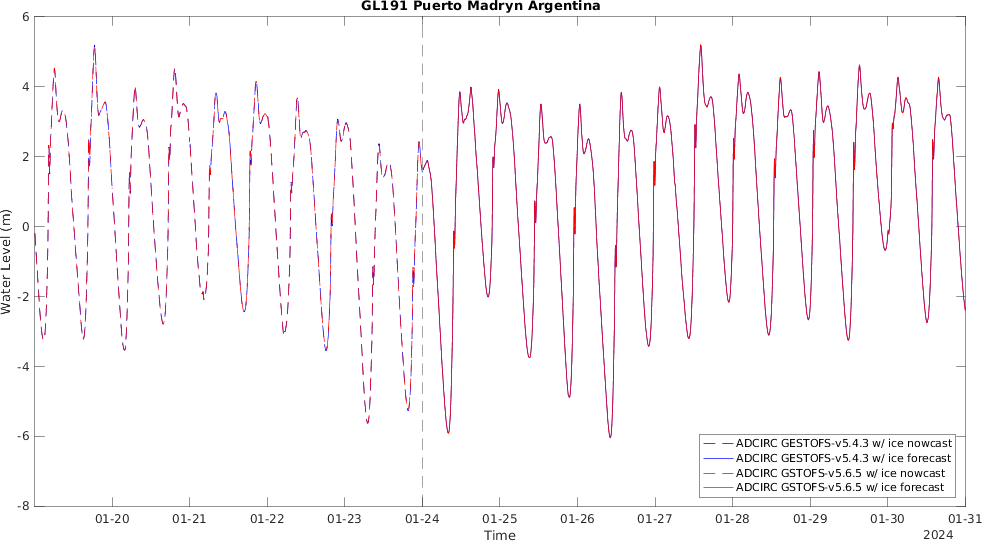 GL191 Puerto Madryn Argentina
6
4
2
0
-2
-4
-6
-8
Water Level (m)
ADCIRC GESTOFS-v5.4.3 w/ ice nowcast
ADCIRC GESTOFS-v5.4.3 w/ ice forecast
ADCIRC GSTOFS-v5.6.5 w/ ice nowcast
ADCIRC GSTOFS-v5.6.5 w/ ice forecast
01-20 01-21 01-22 01-23 01-24 01-25 01-26 01-27 01-28 01-29 01-30 01-31
Time
2024